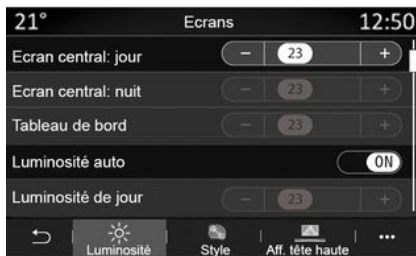 21° Ecrans 12:50
Ecran central: jour − 23 +
Ecran central: nuit − 23 +
Tableau de bord − 23 +
Luminosité auto ON
Luminosité de jour − 23 +
Luminosité Style Aff. tête haute •••